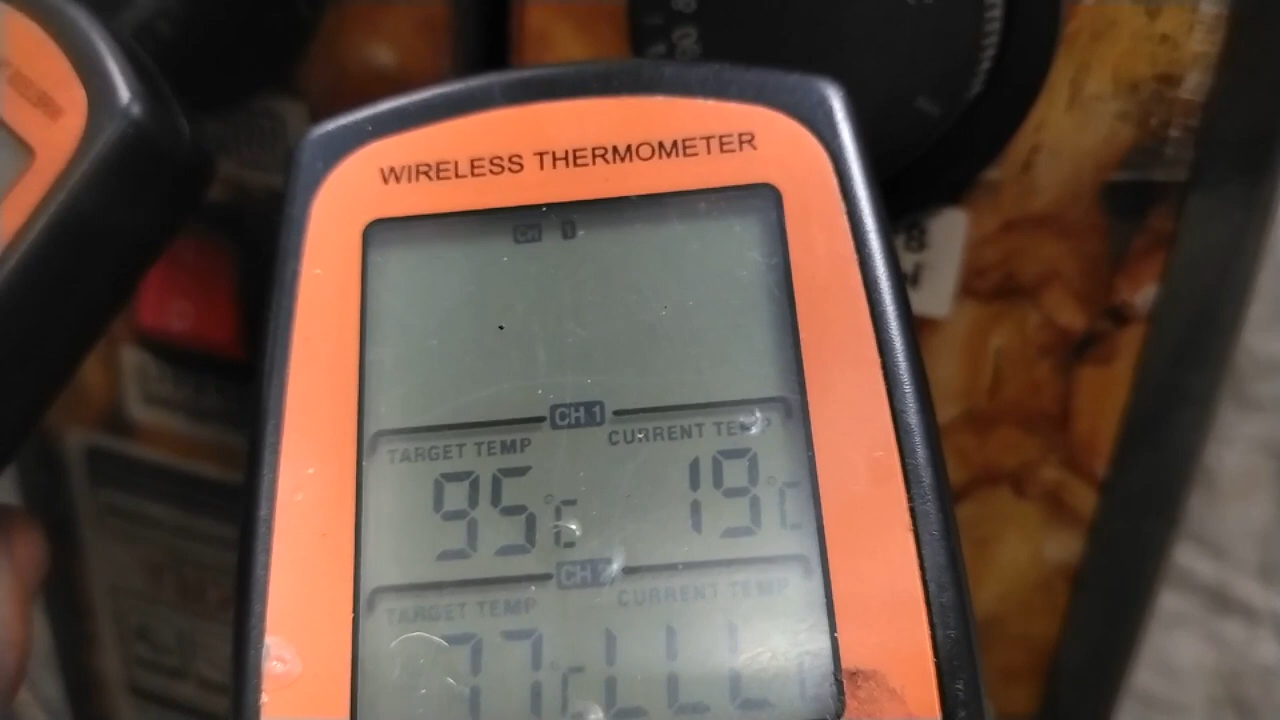 WIRELESS THERMOMETER
CH 1
CH 1
TARGET TEMP CURRENT TEMP
95°C 19°C
CH 2
TARGET TEMP CURRENT TEMP
77°C LLL